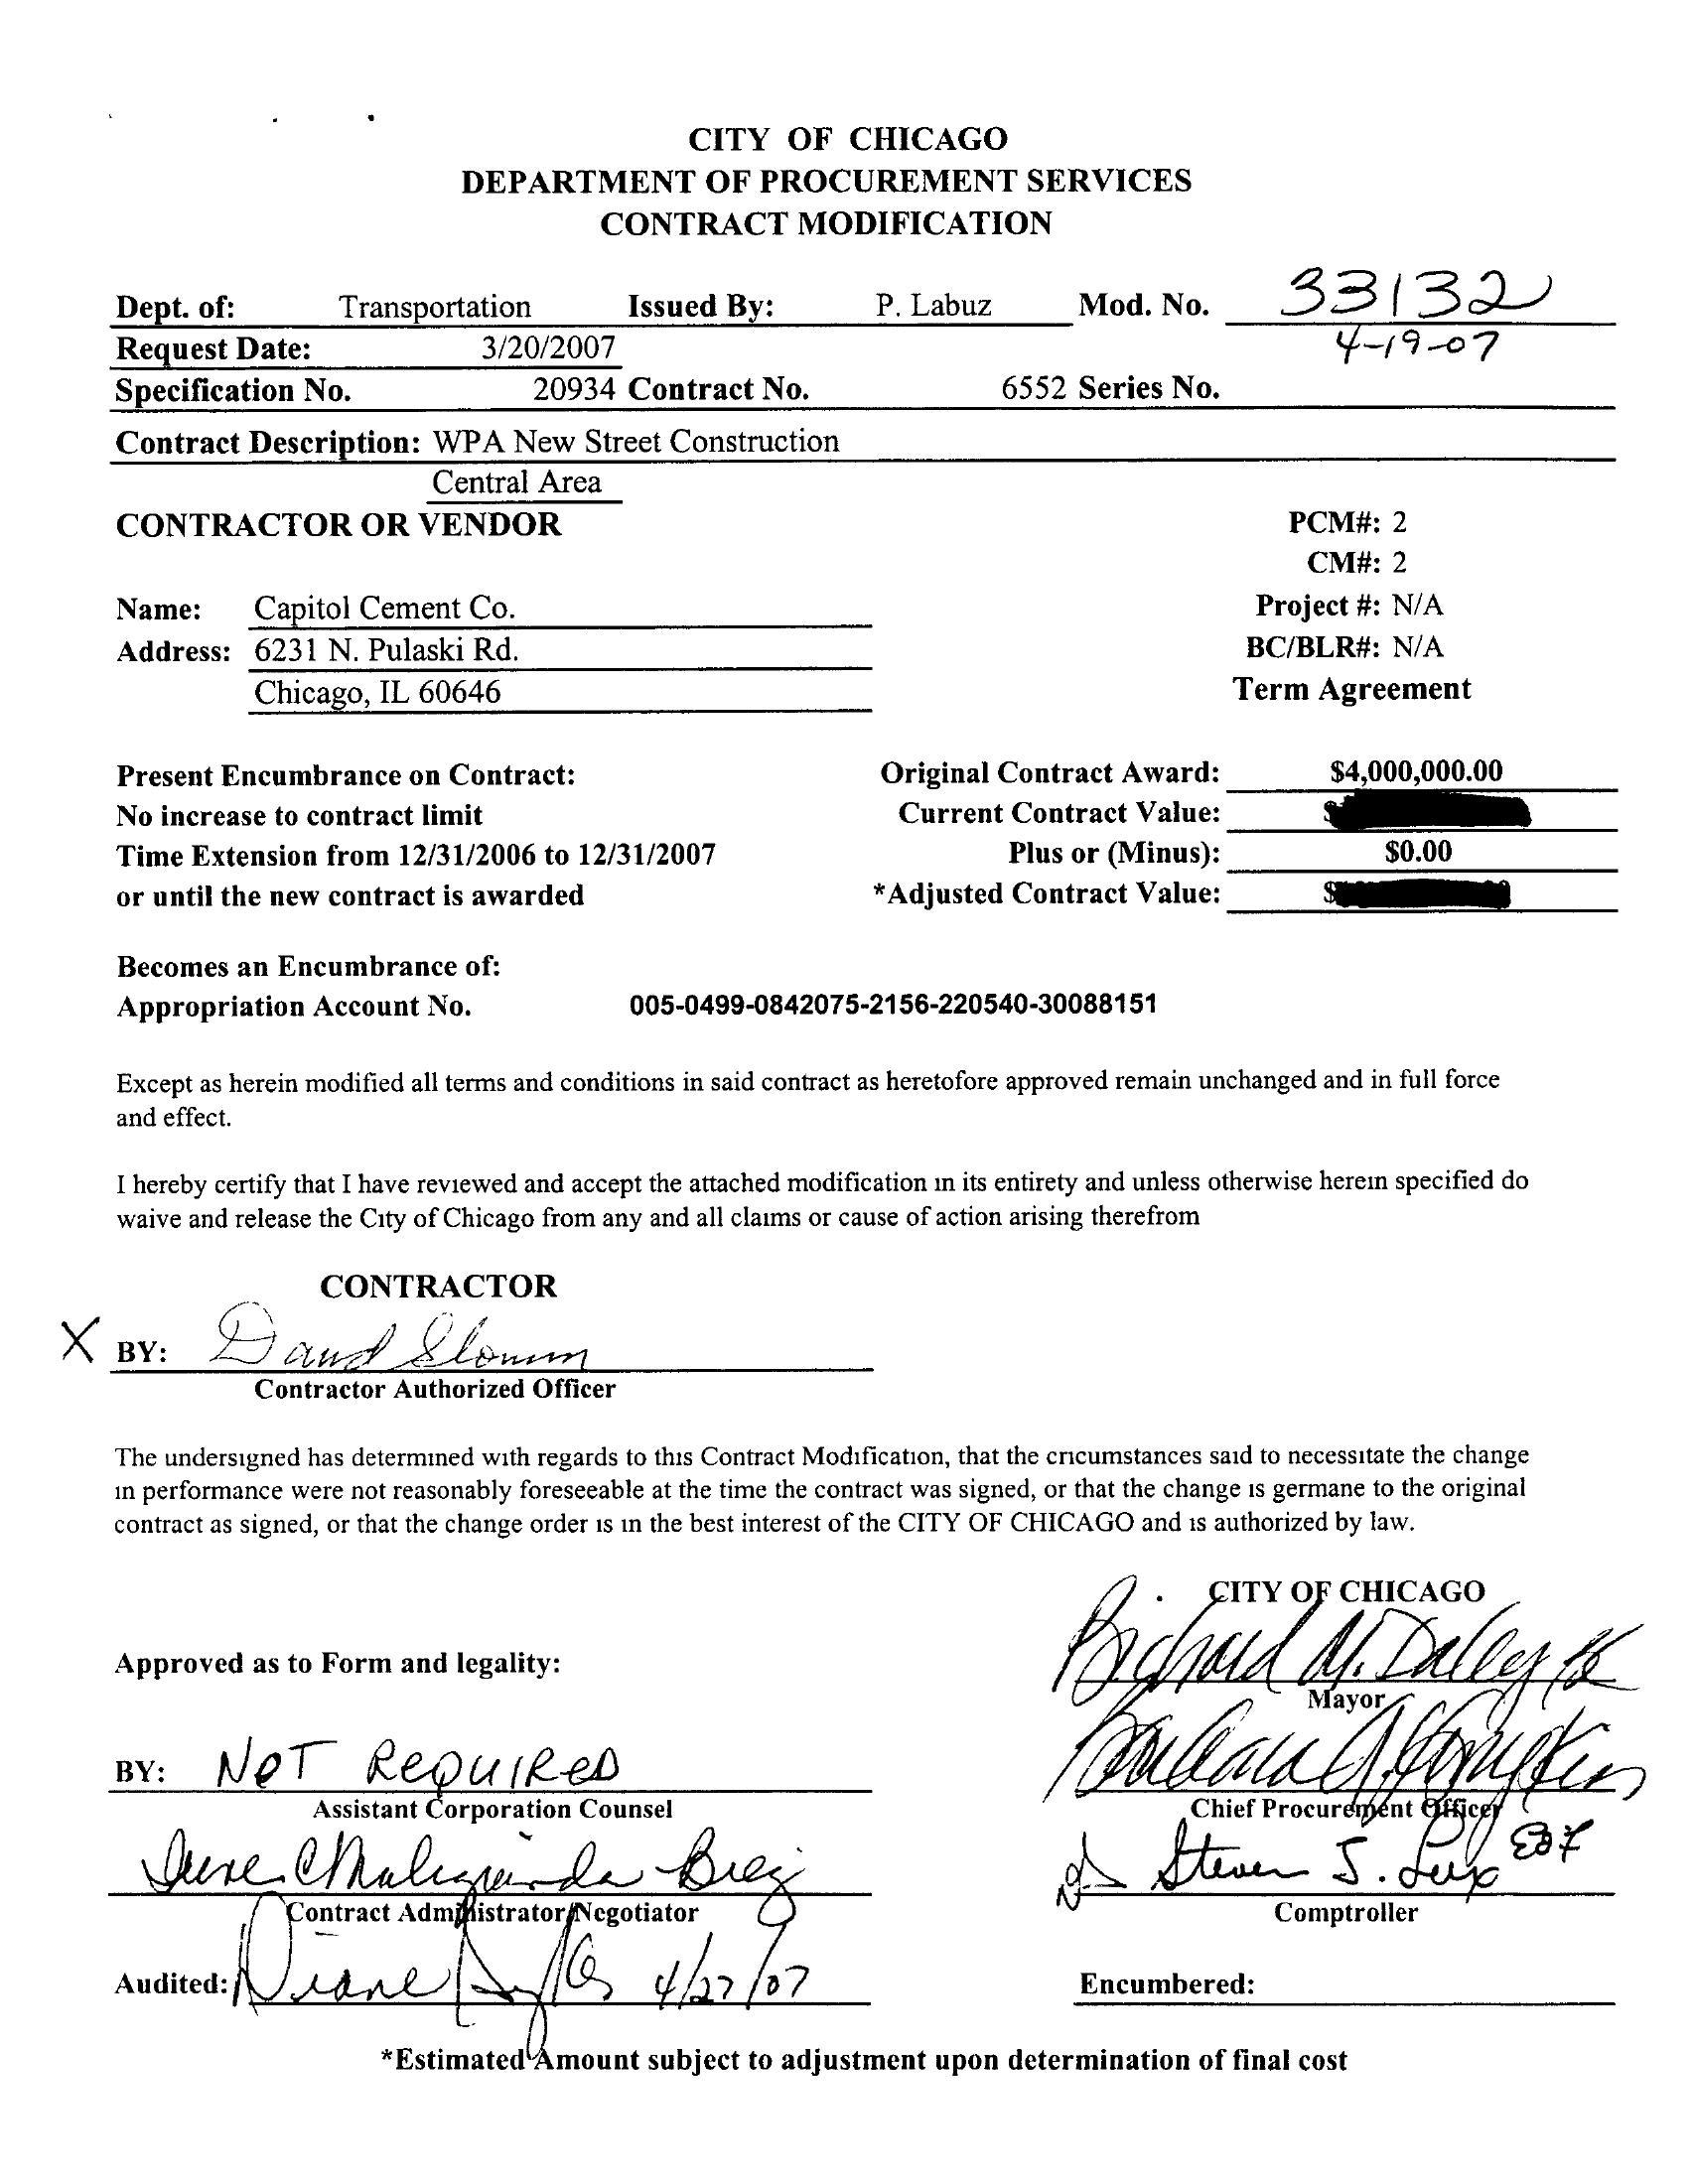 CITY OF CHICAGO
DEPARTMENT OF PROCUREMENT SERVICES
CONTRACT MODIFICATION
Dept. of: Transportation Issued By: P. Labuz Mod. No. 33132
Request Date: 3/20/2007 4-19-07
Specification No. 20934 Contract No. 6552 Series No.
Contract Description: WPA New Street Construction
Central Area
CONTRACTOR OR VENDOR PCM#: 2
CM#: 2
Name: Capitol Cement Co. Project #: N/A
Address: 6231 N. Pulaski Rd. BC/BLR#: N/A
Chicago, IL 60646 Term Agreement
Present Encumbrance on Contract: Original Contract Award: $4,000,000.00
No increase to contract limit Current Contract Value: $
Time Extension from 12/31/2006 to 12/31/2007 Plus or (Minus): $0.00
or until the new contract is awarded *Adjusted Contract Value: $
Becomes an Encumbrance of:
Appropriation Account No. 005-0499-0842075-2156-220540-30088151
Except as herein modified all terms and conditions in said contract as heretofore approved remain unchanged and in full force
and effect.
I hereby certify that I have reviewed and accept the attached modification in its entirety and unless otherwise herein specified do
waive and release the City of Chicago from any and all claims or cause of action arising therefrom
CONTRACTOR
X BY: David
Contractor Authorized Officer
The undersigned has determined with regards to this Contract Modification, that the cricumstances said to necessitate the change
in performance were not reasonably foreseeable at the time the contract was signed, or that the change is germane to the original
contract as signed, or that the change order is in the best interest of the CITY OF CHICAGO and is authorized by law.
CITY OF CHICAGO
Approved as to Form and legality: Richard M. Daley
Mayor
BY: NOT REQUIRED
Assistant Corporation Counsel Chief Procurement Officer
Steven J. Lux
Contract Administrator/Negotiator Comptroller
Audited: Diane 4/27/07 Encumbered:
*Estimated Amount subject to adjustment upon determination of final cost